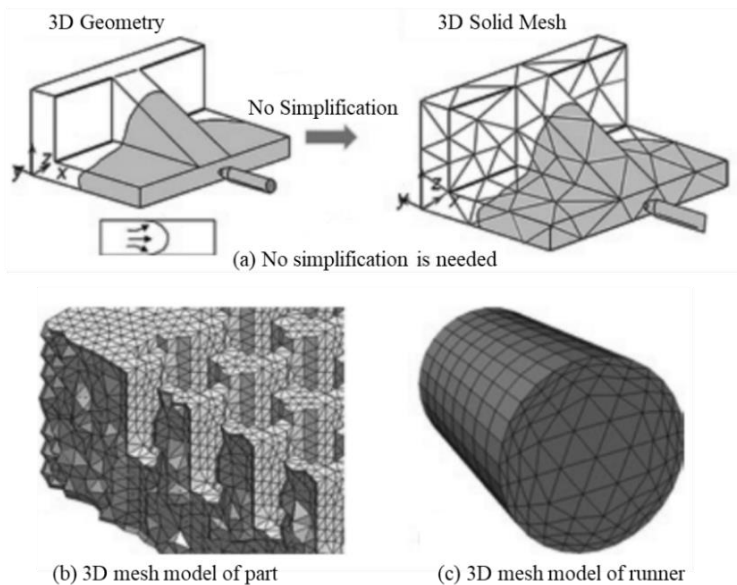 3D Geometry
3D Solid Mesh
No Simplification
y z x
y z x
(a) No simplification is needed
(b) 3D mesh model of part
(c) 3D mesh model of runner